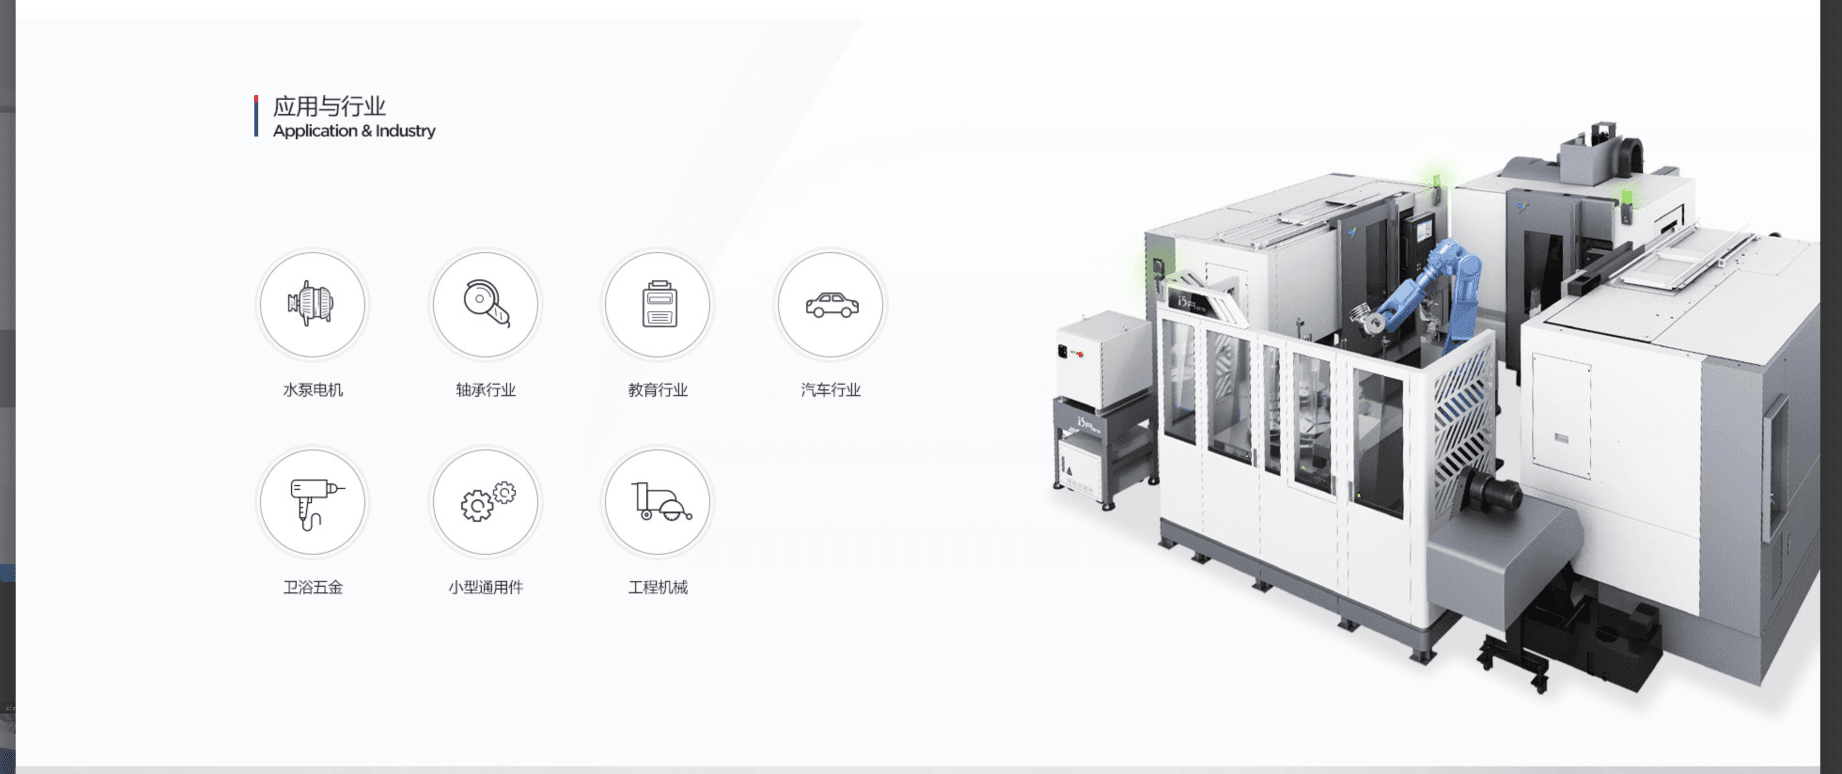 应用与行业
Application & Industry
水泵电机
轴承行业
教育行业
汽车行业
卫浴五金
小型通用件
工程机械